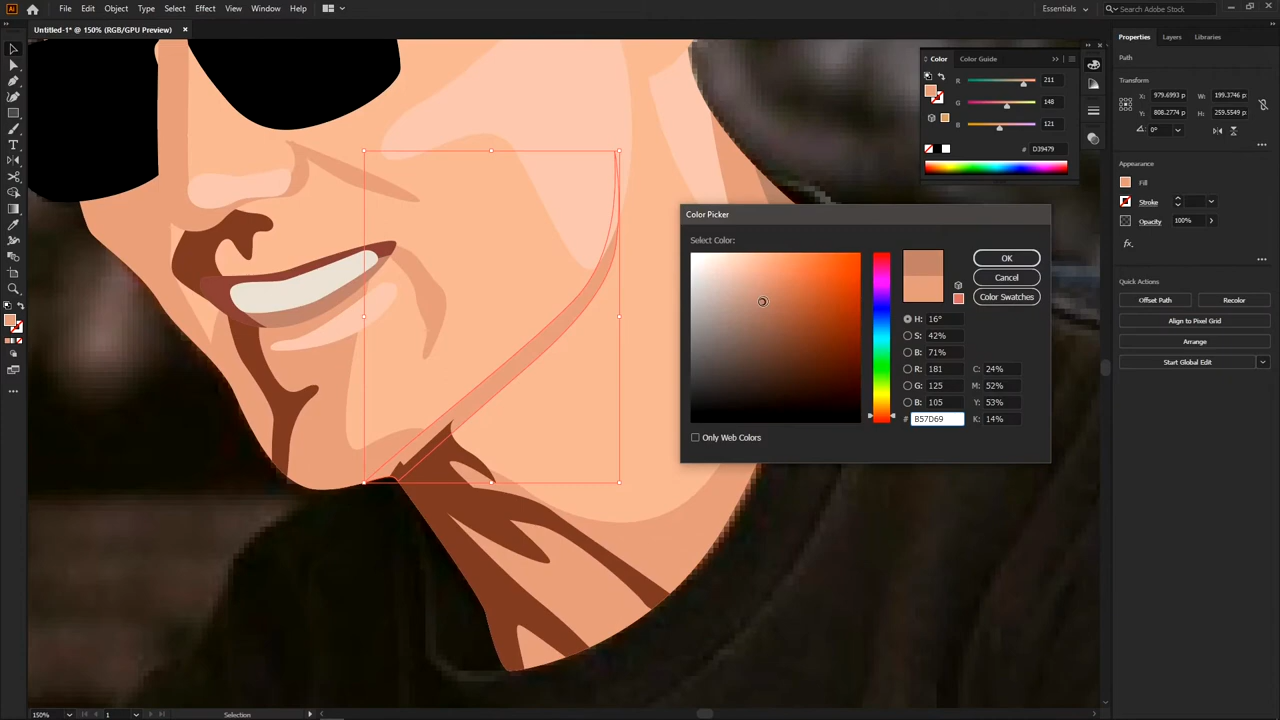 Ai File Edit Object Type Select Effect View Window Help Essentials Search Adobe Stock
Untitled-1* @ 150% (RGB/GPU Preview)
Properties Layers Libraries
Color Color Guide
R 211
G 148
B 121
# D39479
Path
Transform
X: 979.6993 p W: 199.3746 p
Y: 808.2774 p H: 259.5549 p
0°
Appearance
Fill
Stroke
Opacity 100%
fx.
Quick Actions
Offset Path Recolor
Align to Pixel Grid
Arrange
Start Global Edit
Color Picker
Select Color:
OK
Cancel
Color Swatches
H: 16°
S: 42%
B: 71%
R: 181 C: 24%
G: 125 M: 52%
B: 105 Y: 53%
# B57D69 K: 14%
Only Web Colors
150% 1 Selection